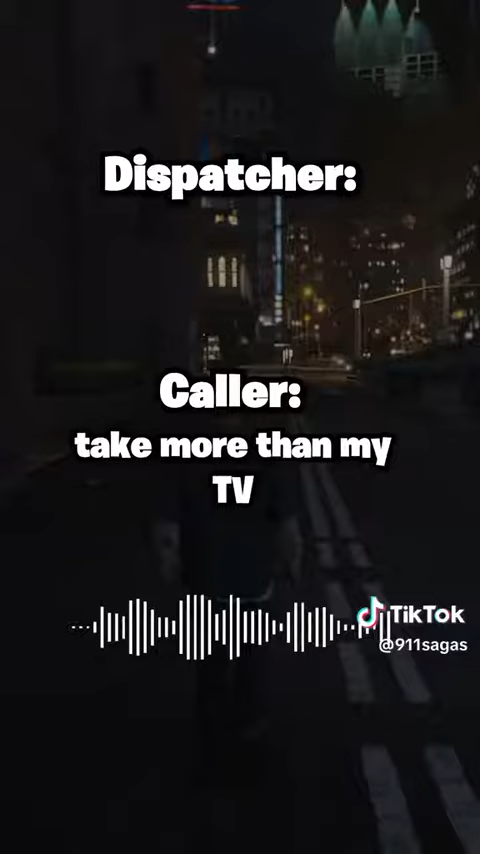 Dispatcher:
Caller:
take more than my
TV
TikTok
@911sagas